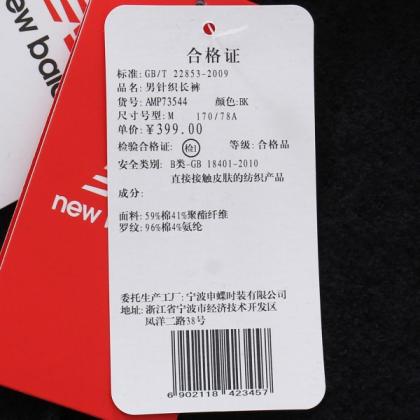 new bala
new b
合格证
标准:GB/T 22853-2009
品名:男针织长裤
货号:AMP73544 颜色:BK
尺寸号型:M 170/78A
单价:¥399.00
检验合格证: 检1 等级:合格品
安全类别: B类-GB 18401-2010
直接接触皮肤的纺织产品
成分:
面料:59%棉41%聚酯纤维
罗纹:96%棉4%氨纶
委托生产工厂:宁波申蝶时装有限公司
地址:浙江省宁波市经济技术开发区
凤洋二路38号
6902118423457